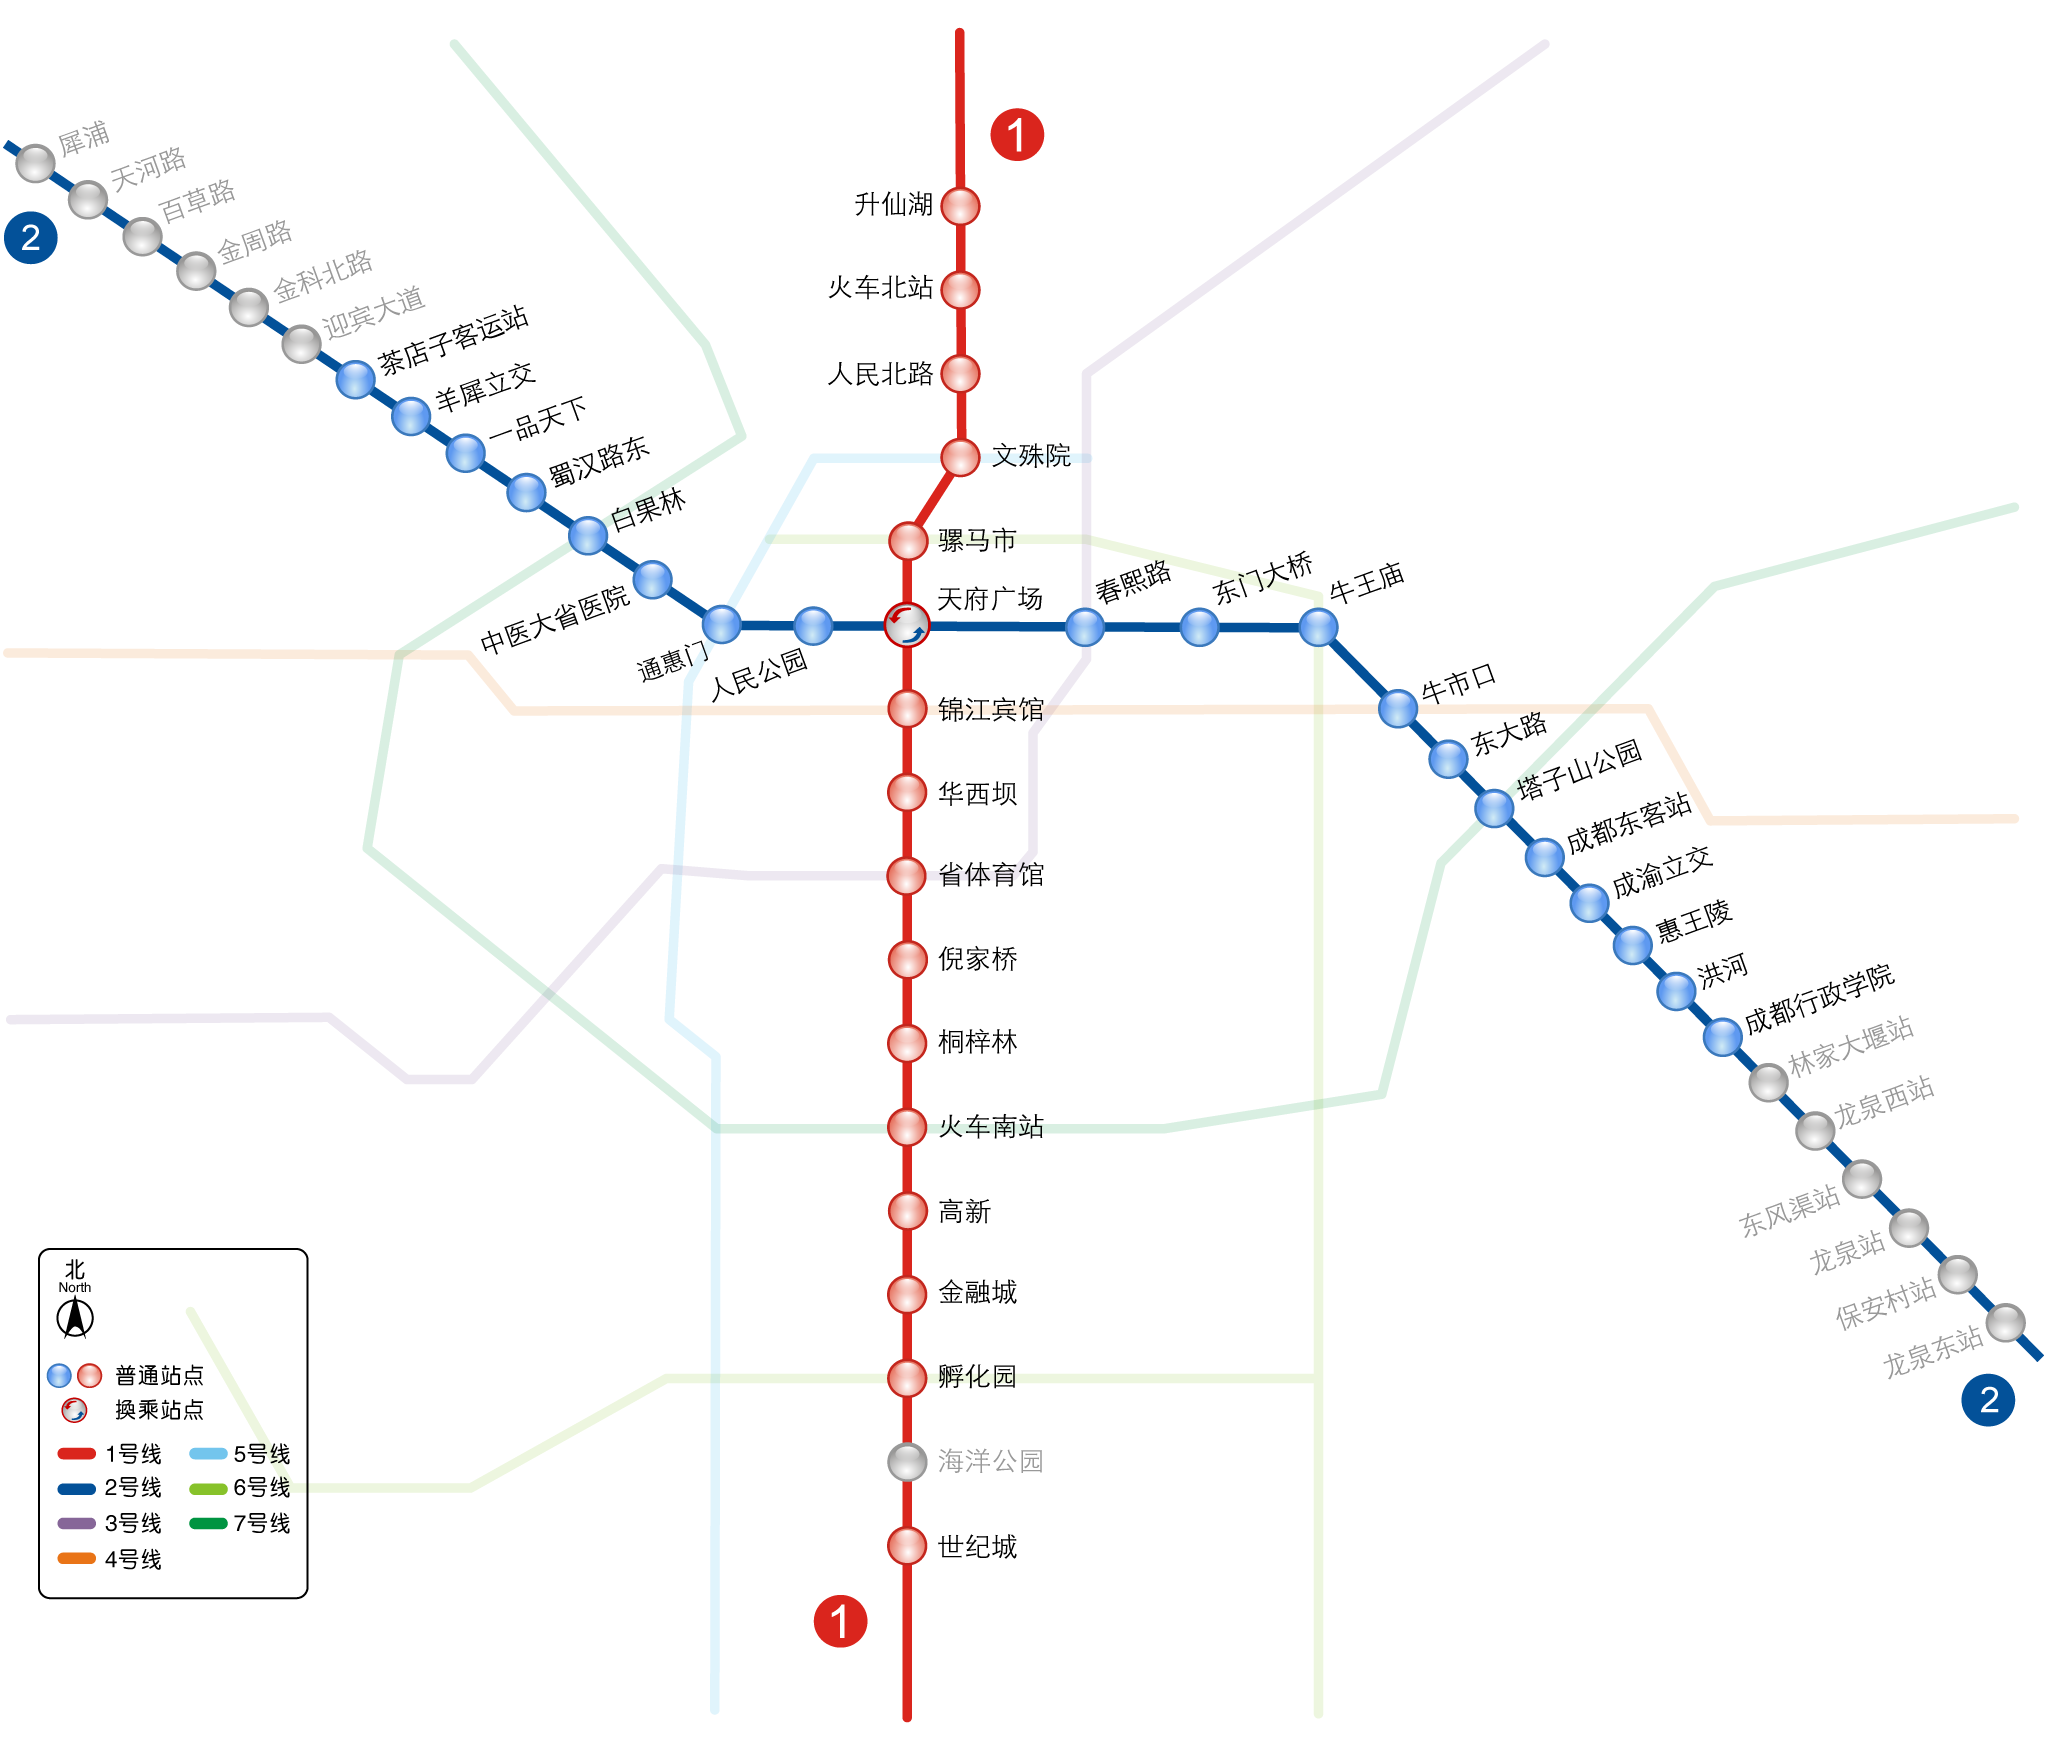 1
升仙湖
火车北站
人民北路
文殊院
骡马市
天府广场
锦江宾馆
华西坝
省体育馆
倪家桥
桐梓林
火车南站
高新
金融城
孵化园
海洋公园
世纪城
1
犀浦
2
天河路
百草路
金周路
金科北路
迎宾大道
茶店子客运站
羊犀立交
一品天下
蜀汉路东
白果林
中医大省医院
通惠门
人民公园
春熙路
东门大桥
牛王庙
牛市口
东大路
塔子山公园
成都东客站
成渝立交
惠王陵
洪河
成都行政学院
林家大堰站
龙泉西站
东风渠站
龙泉站
保安村站
龙泉东站
2
北
North
普通站点
换乘站点
1号线
5号线
2号线
6号线
3号线
7号线
4号线